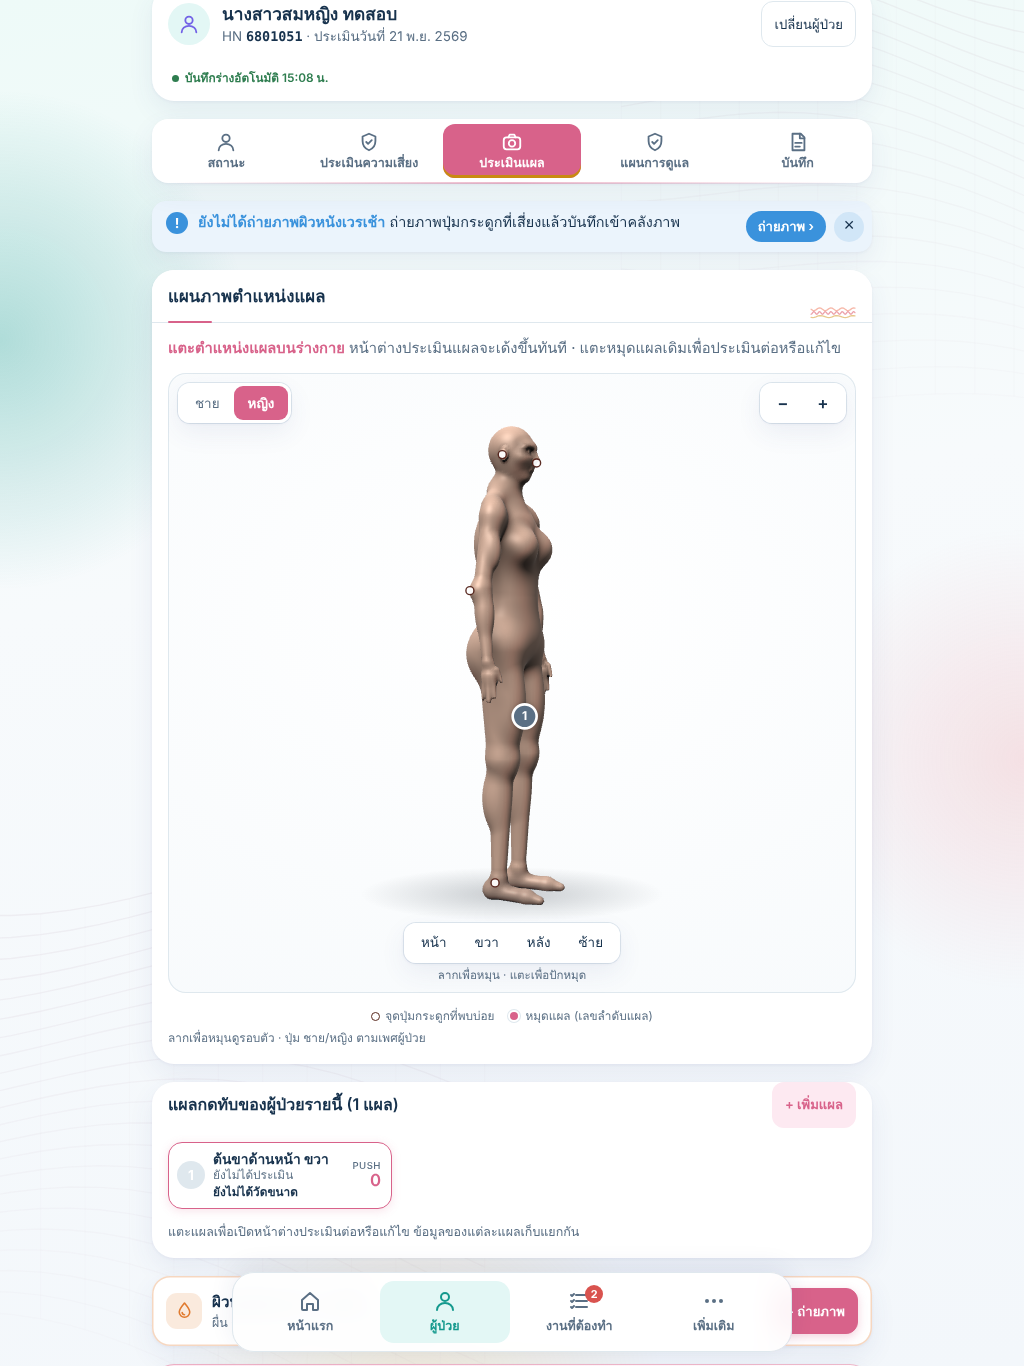 นางสาวสมหญิง ทดสอบ
HN 6801051 · ประเมินวันที่ 21 พ.ย. 2569
เปลี่ยนผู้ป่วย
บันทึกร่างอัตโนมัติ 15:08 น.
สถานะ
ประเมินความเสี่ยง
ประเมินแผล
แผนการดูแล
บันทึก
! ยังไม่ได้ถ่ายภาพผิวหนังเวรเช้า ถ่ายภาพปุ่มกระดูกที่เสี่ยงแล้วบันทึกเข้าคลังภาพ
ถ่ายภาพ ›
✕
แผนภาพตำแหน่งแผล
แตะตำแหน่งแผลบนร่างกาย หน้าต่างประเมินแผลจะเด้งขึ้นทันที · แตะหมุดแผลเดิมเพื่อประเมินต่อหรือแก้ไข
ชาย
หญิง
− +
1
หน้า
ขวา
หลัง
ซ้าย
ลากเพื่อหมุน · แตะเพื่อปักหมุด
จุดปุ่มกระดูกที่พบบ่อย
หมุดแผล (เลขลำดับแผล)
ลากเพื่อหมุนดูรอบตัว · ปุ่ม ชาย/หญิง ตามเพศผู้ป่วย
แผลกดทับของผู้ป่วยรายนี้ (1 แผล)
+ เพิ่มแผล
1
ต้นขาด้านหน้า ขวา
ยังไม่ได้ประเมิน
ยังไม่ได้วัดขนาด
PUSH
0
แตะแผลเพื่อเปิดหน้าต่างประเมินต่อหรือแก้ไข ข้อมูลของแต่ละแผลเก็บแยกกัน
ผื่น
ถ่ายภาพ
หน้าแรก
ผู้ป่วย
2
งานที่ต้องทำ
เพิ่มเติม